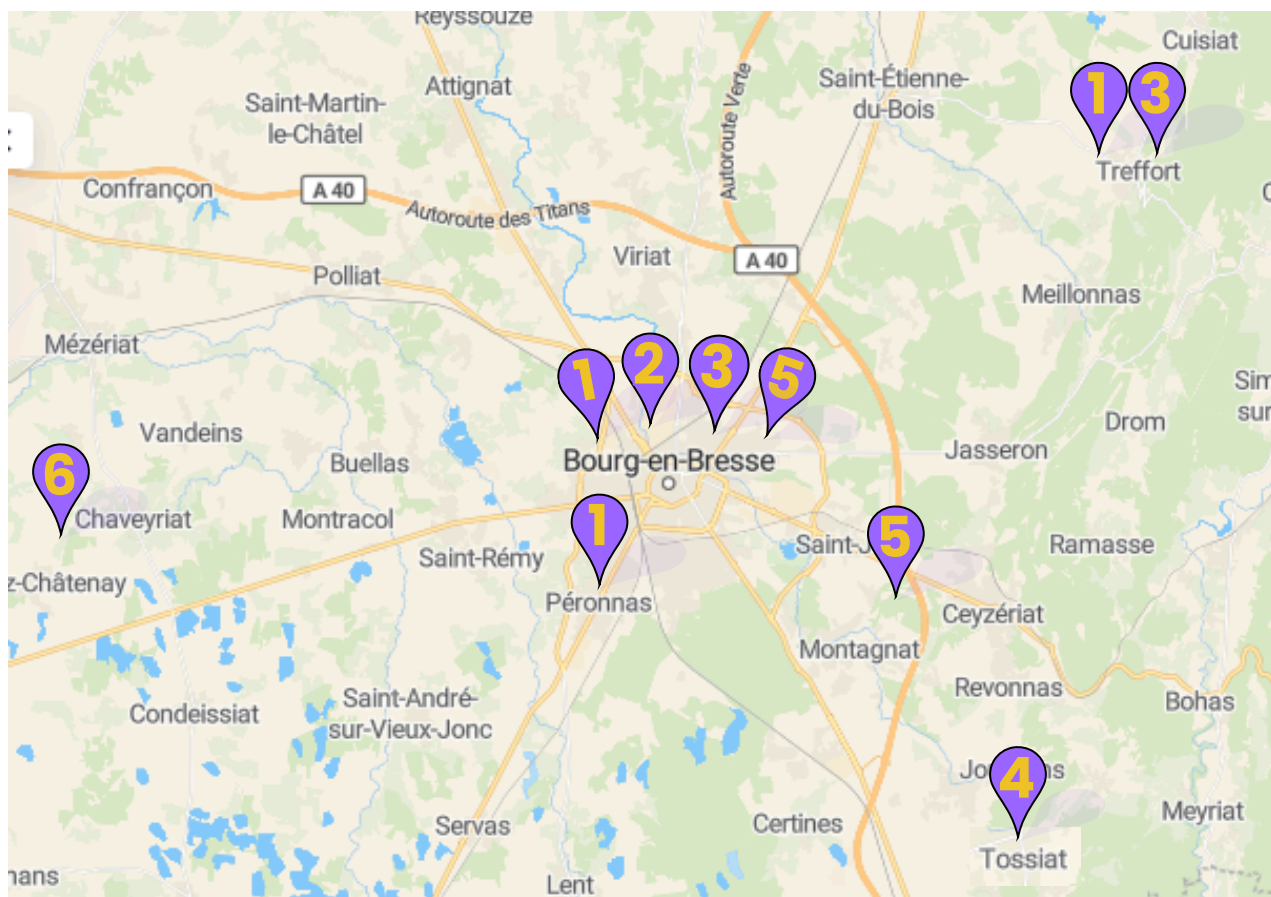 Reyssouze
Cuisiat
Attignat
Saint-Étienne-
du-Bois
Saint-Martin-
le-Châtel
Autoroute Verte
1
3
Treffort
Confrançon
A 40
Autoroute des Titans
Viriat
A 40
Polliat
Meillonnas
Mézériat
1
2
3
5
Drom
Vandeins
Buellas
Jasseron
Bourg-en-Bresse
6
Chaveyriat
Montracol
1
5
Saint-Rémy
Ramasse
Péronnas
Ceyzériat
Montagnat
Revonnas
Bohas
Saint-André-
sur-Vieux-Jonc
Condeissiat
4
Meyriat
Servas
Certines
Tossiat
Lent